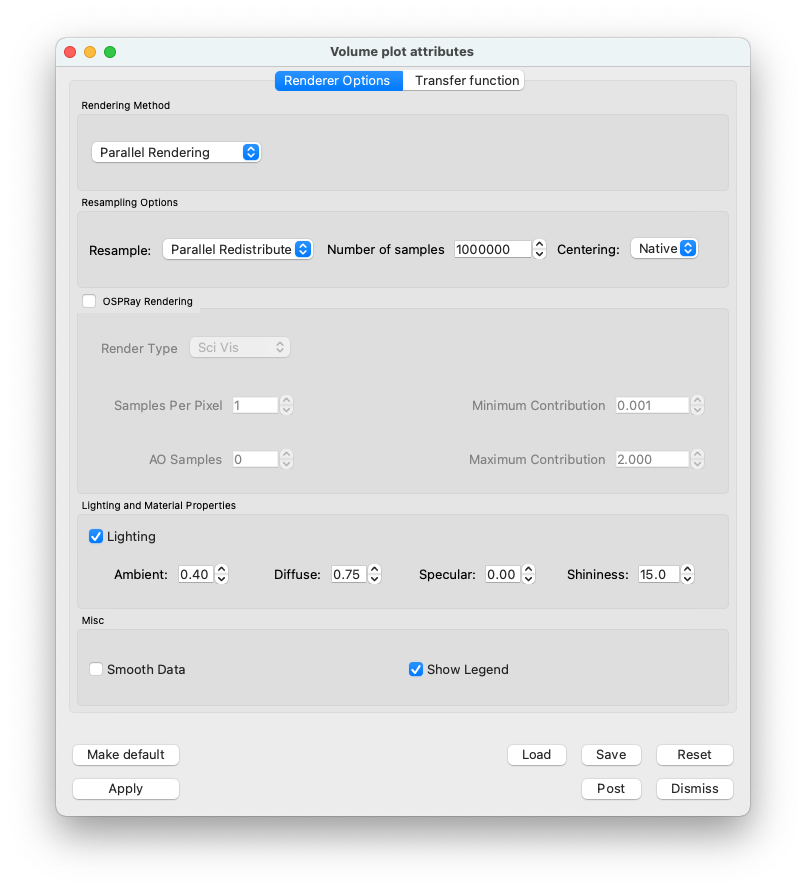 Volume plot attributes
Renderer Options Transfer function
Rendering Method
Parallel Rendering
Resampling Options
Resample: Parallel Redistribute Number of samples 1000000 Centering: Native
OSPRay Rendering
Render Type Sci Vis
Samples Per Pixel 1 Minimum Contribution 0.001
AO Samples 0 Maximum Contribution 2.000
Lighting and Material Properties
Lighting
Ambient: 0.40 Diffuse: 0.75 Specular: 0.00 Shininess: 15.0
Misc
Smooth Data Show Legend
Make default Load Save Reset
Apply Post Dismiss